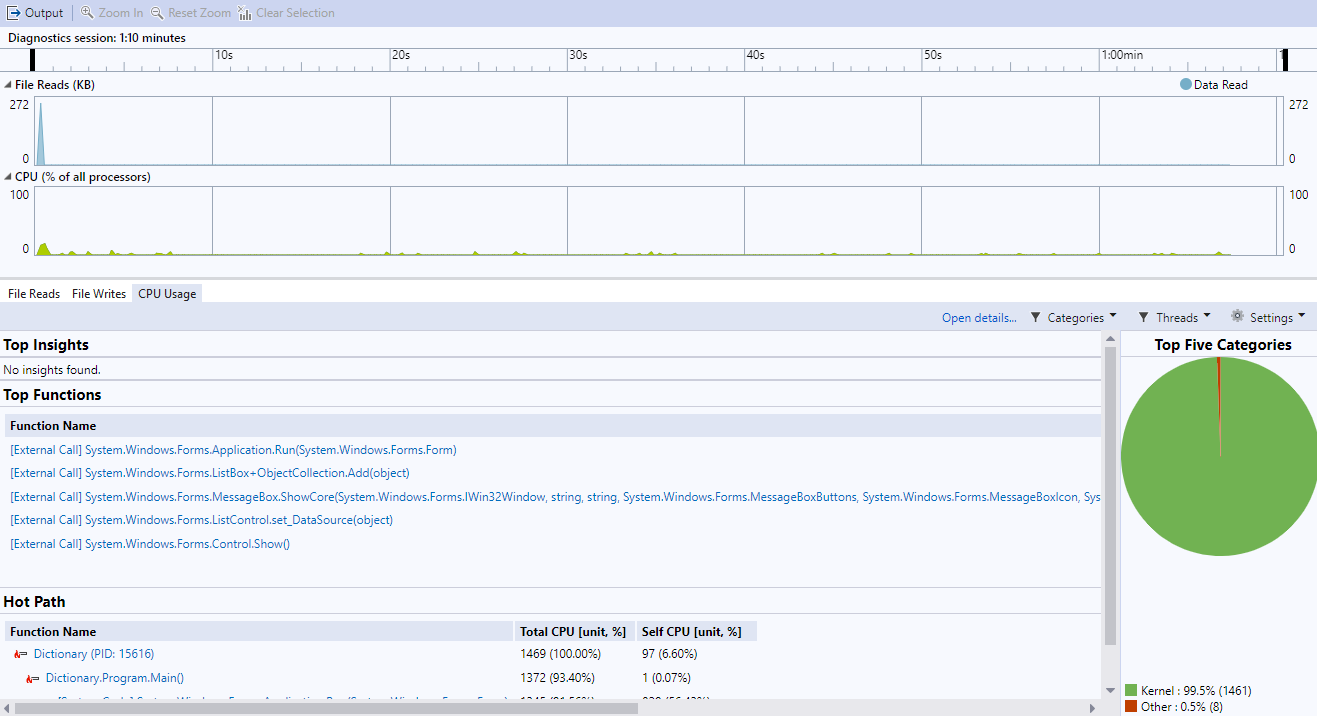 Output Zoom In Reset Zoom Clear Selection
Diagnostics session: 1:10 minutes
10s 20s 30s 40s 50s 1:00min
File Reads (KB) Data Read
272 272
0 0
CPU (% of all processors)
100 100
0 0
File Reads File Writes CPU Usage
Open details... Categories Threads Settings
Top Insights
No insights found.
Top Functions
Function Name
[External Call] System.Windows.Forms.Application.Run(System.Windows.Forms.Form)
[External Call] System.Windows.Forms.ListBox+ObjectCollection.Add(object)
[External Call] System.Windows.Forms.MessageBox.ShowCore(System.Windows.Forms.IWin32Window, string, string, System.Windows.Forms.MessageBoxButtons, System.Windows.Forms.MessageBoxIcon, Sys
[External Call] System.Windows.Forms.ListControl.set_DataSource(object)
[External Call] System.Windows.Forms.Control.Show()
Hot Path
Function Name Total CPU [unit, %] Self CPU [unit, %]
Dictionary (PID: 15616) 1469 (100.00%) 97 (6.60%)
Dictionary.Program.Main() 1372 (93.40%) 1 (0.07%)
Top Five Categories
Kernel : 99.5% (1461)
Other : 0.5% (8)